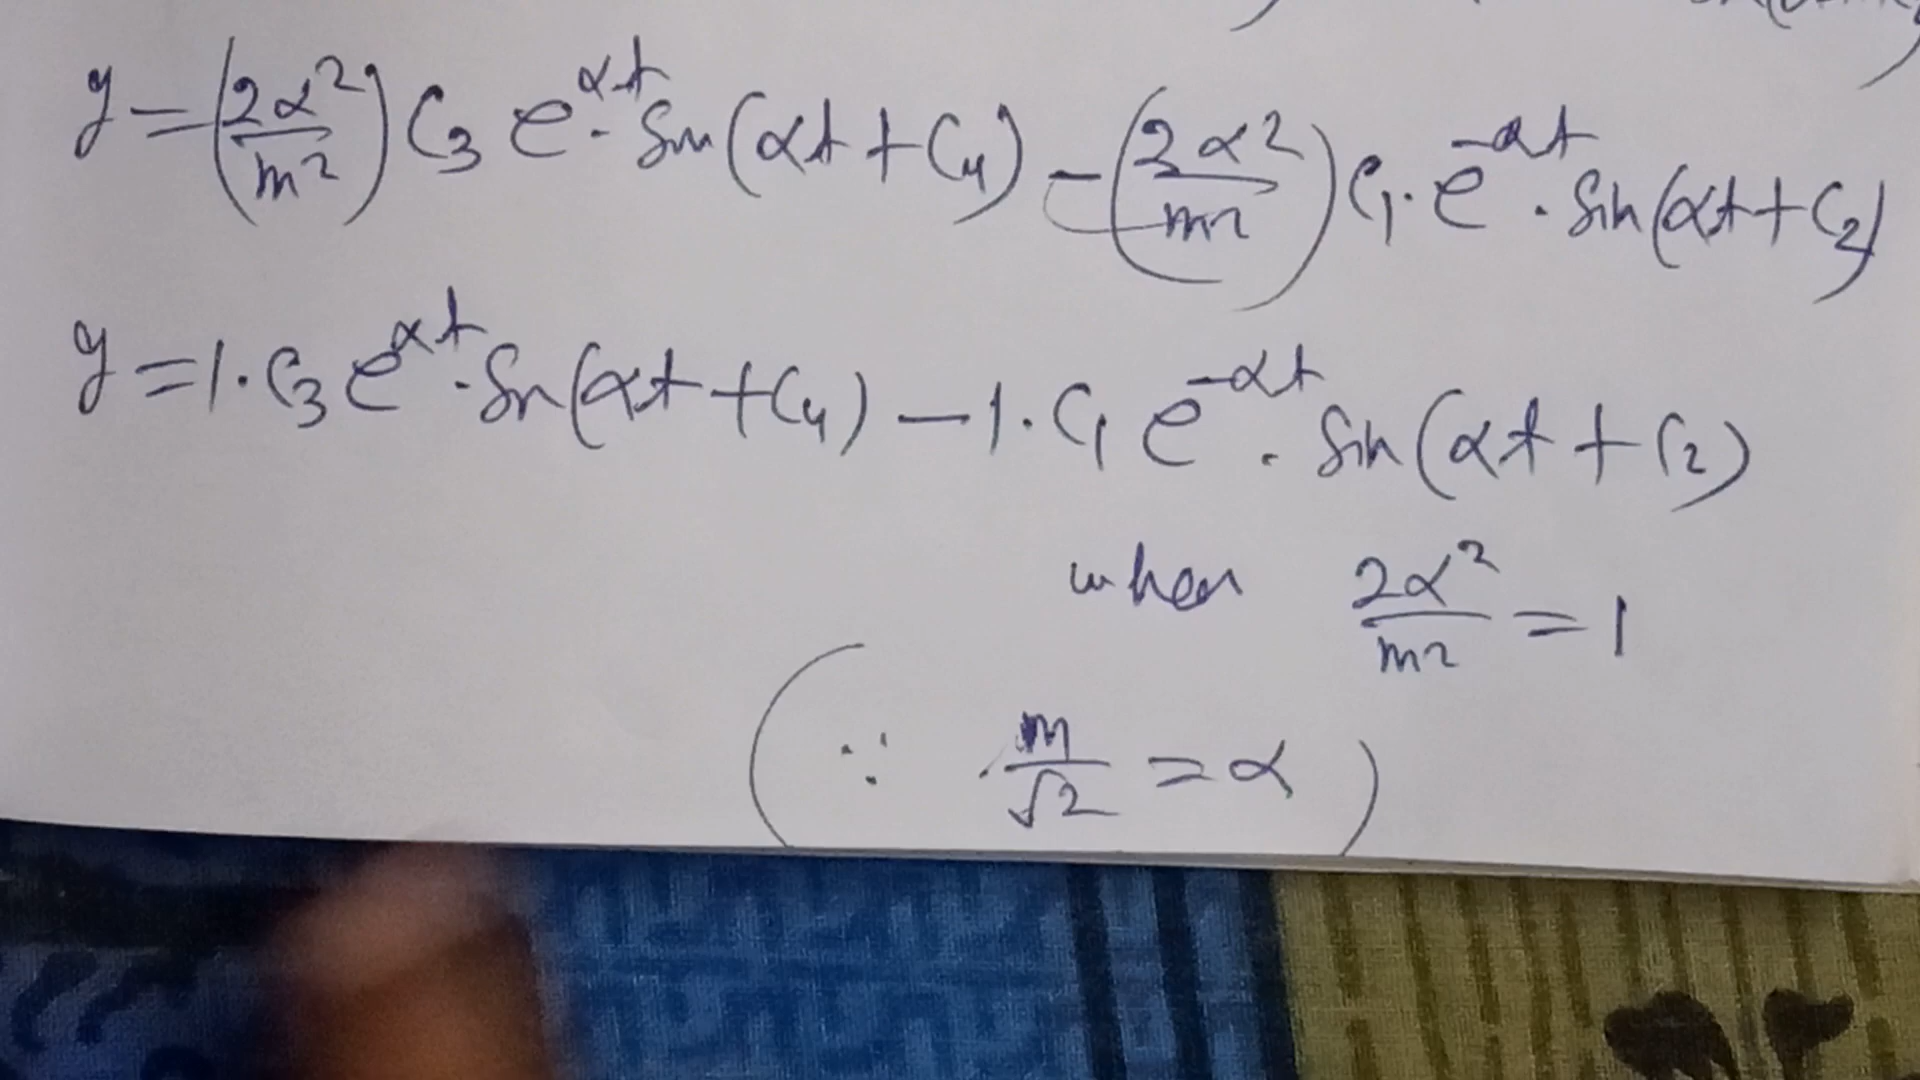 y = (2α²/m²) C₃ e^αt · Sin(αt + C₄) - (2α²/m²) C₁ · e^-αt · Sin(αt + C₂)
y = 1 · C₃ e^αt · Sin(αt + C₄) - 1 · C₁ e^-αt · Sin(αt + C₂)
when 2α²/m² = 1
(∵ m/√2 = α)